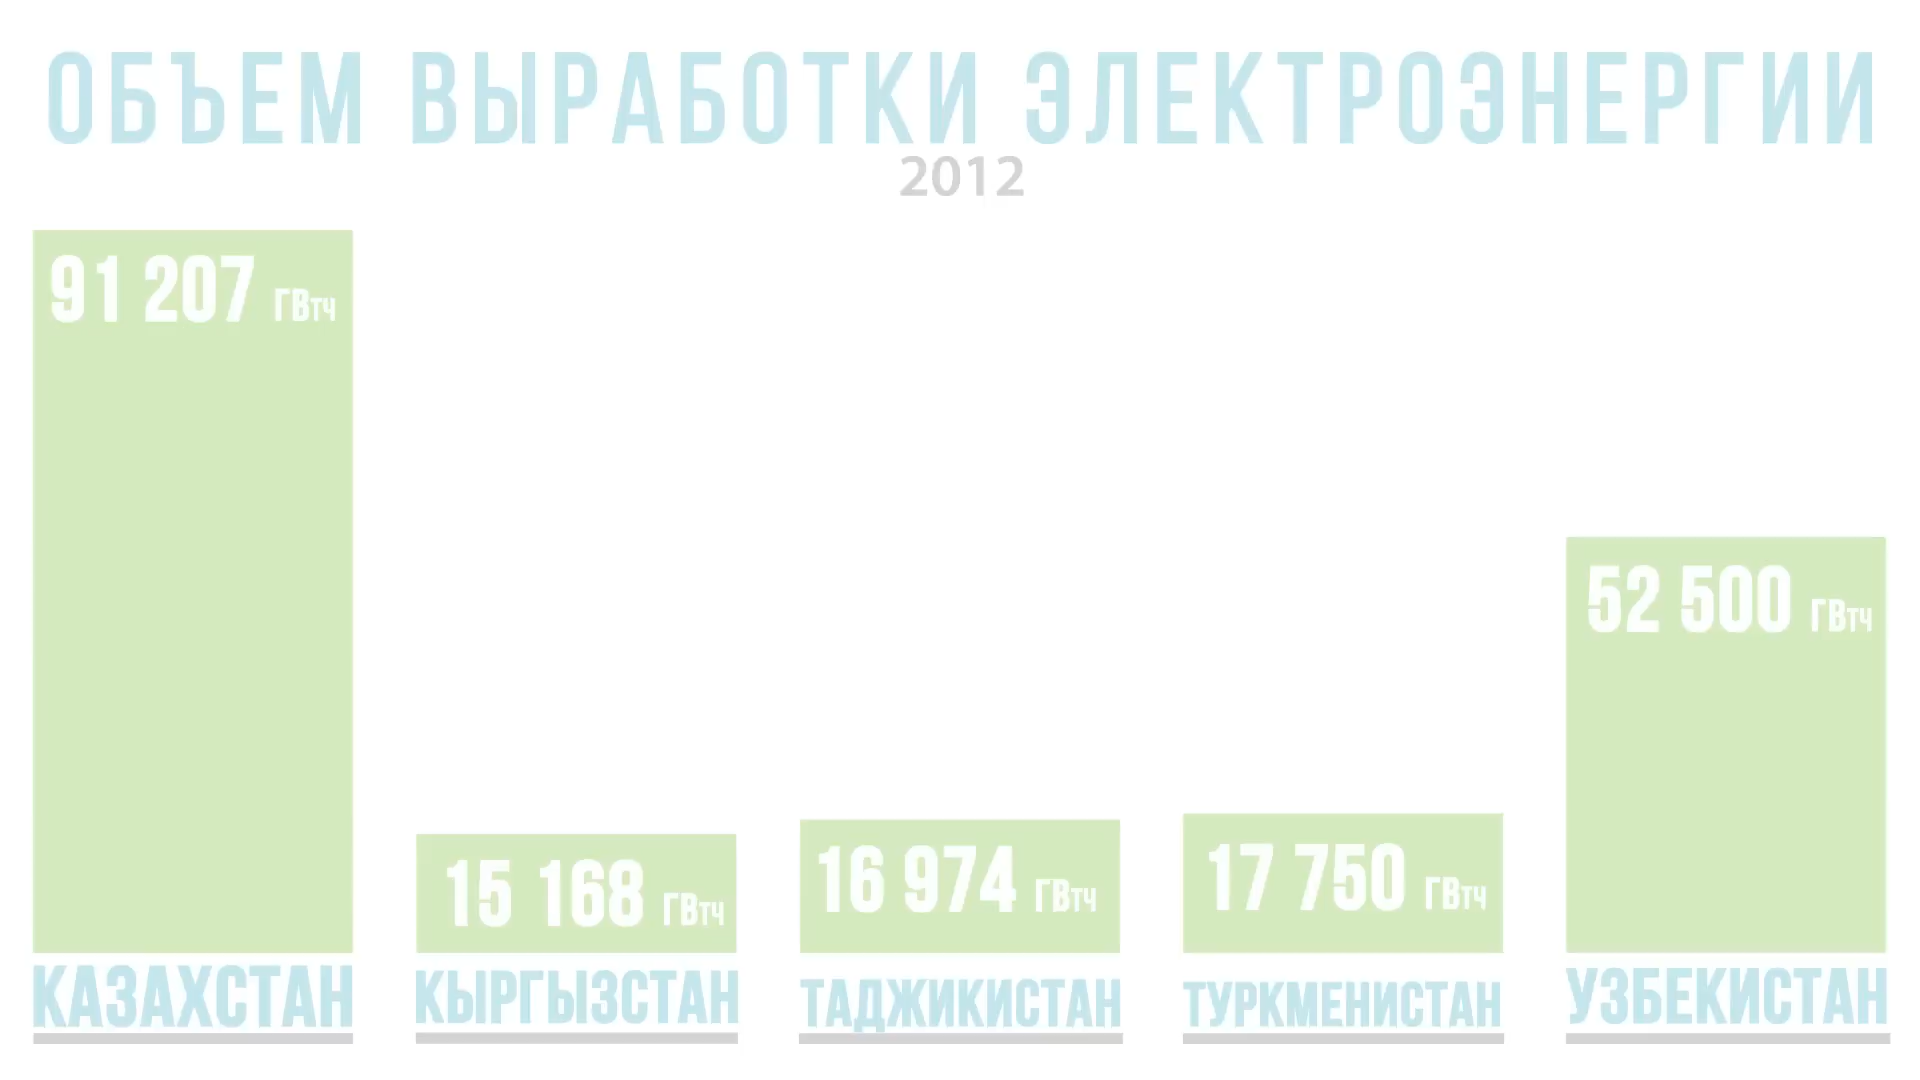 ОБЪЕМ ВЫРАБОТКИ ЭЛЕКТРОЭНЕРГИИ
2012
91 207 ГВтч
52 500 ГВтч
15 168 ГВтч
16 974 ГВтч
17 750 ГВтч
КАЗАХСТАН
КЫРГЫЗСТАН
ТАДЖИКИСТАН
ТУРКМЕНИСТАН
УЗБЕКИСТАН